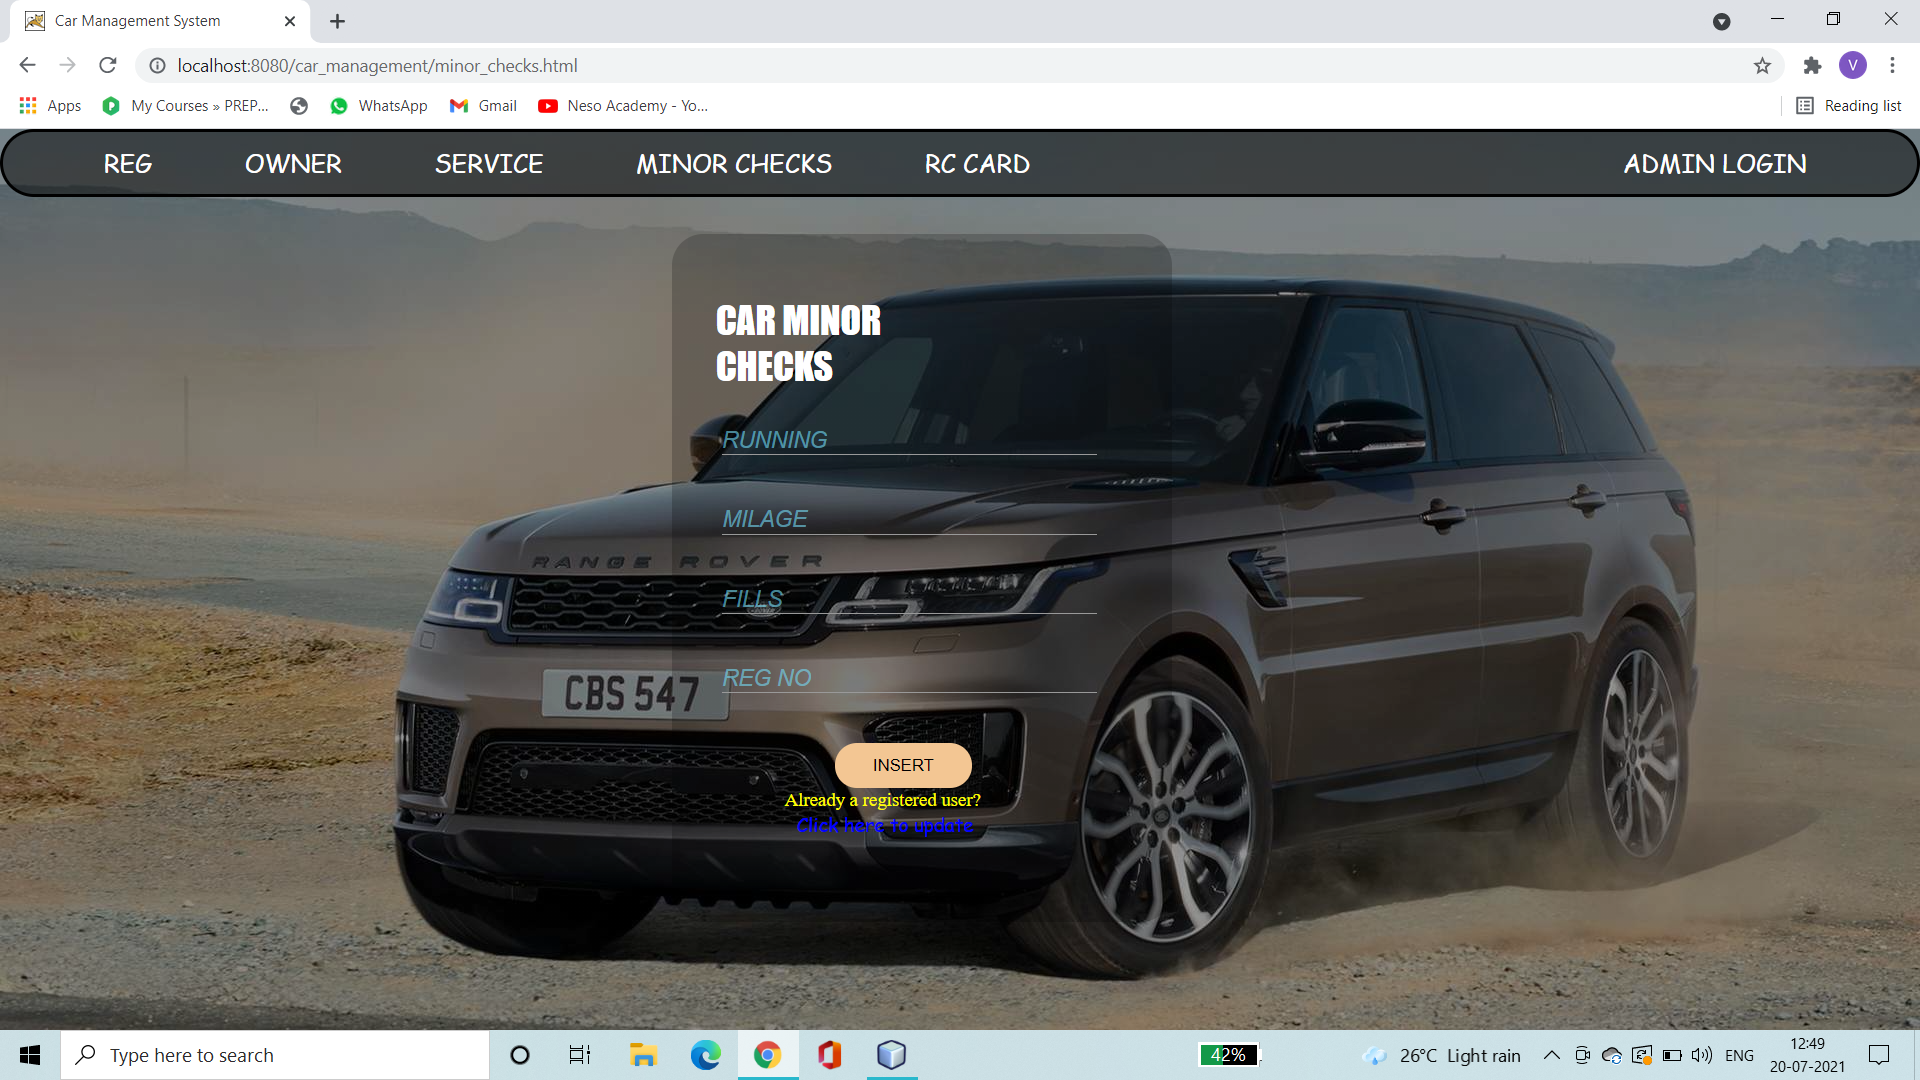 Car Management System
localhost:8080/car_management/minor_checks.html
V
Apps
My Courses » PREP...
WhatsApp
Gmail
Neso Academy - Yo...
Reading list
REG
OWNER
SERVICE
MINOR CHECKS
RC CARD
ADMIN LOGIN
CAR MINOR
CHECKS
RUNNING
MILAGE
RANGE ROVER
FILLS
REG NO
CBS 547
INSERT
Already a registered user?
Click here to update
Type here to search
42%
26°C Light rain
ENG
12:49
20-07-2021